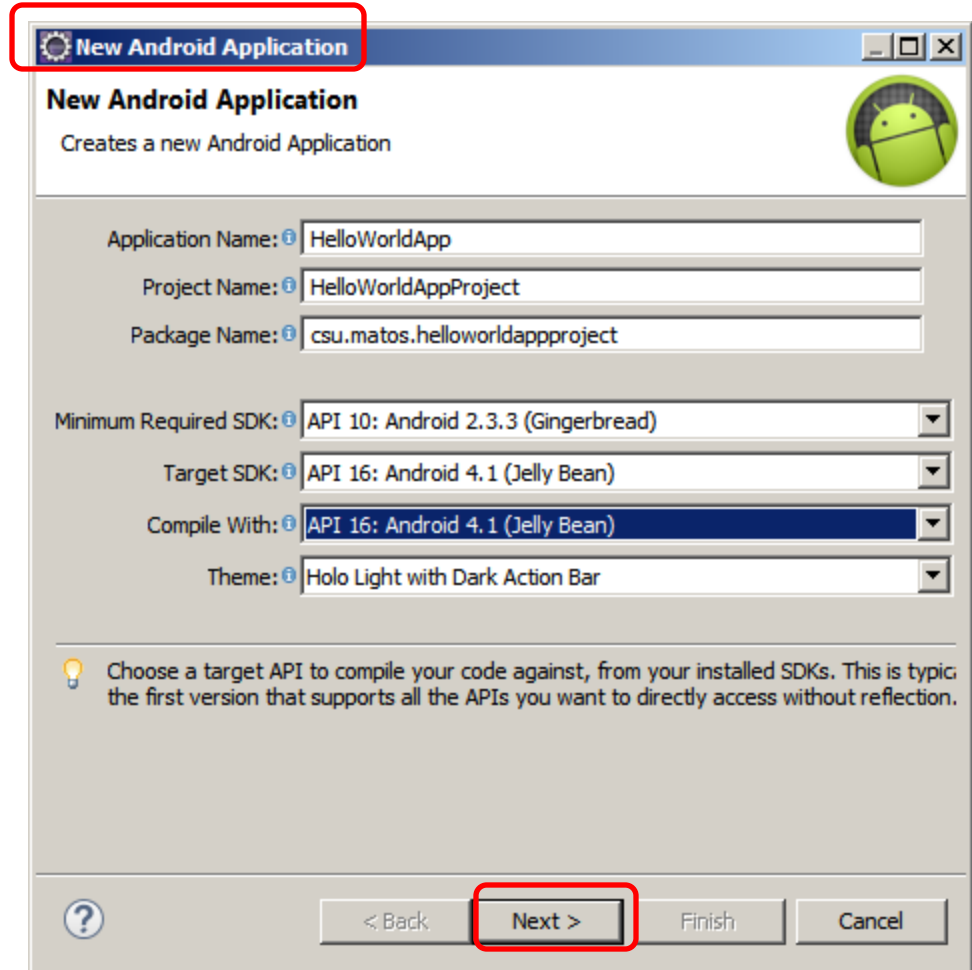 New Android Application
New Android Application
Creates a new Android Application
Application Name: HelloWorldApp
Project Name: HelloWorldAppProject
Package Name: csu.matos.helloworldappproject
Minimum Required SDK: API 10: Android 2.3.3 (Gingerbread)
Target SDK: API 16: Android 4.1 (Jelly Bean)
Compile With: API 16: Android 4.1 (Jelly Bean)
Theme: Holo Light with Dark Action Bar
Choose a target API to compile your code against, from your installed SDKs. This is typica
the first version that supports all the APIs you want to directly access without reflection.
? < Back Next > Finish Cancel